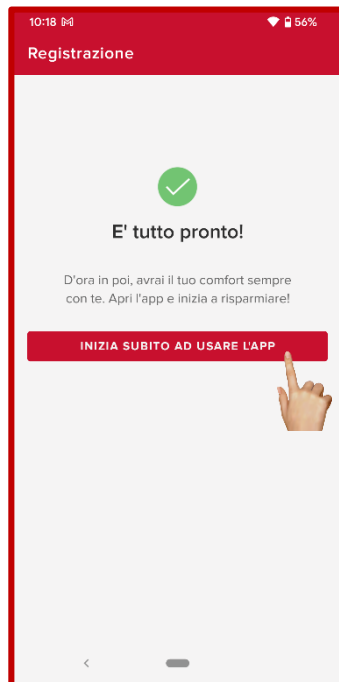 10:18 56%
Registrazione
E' tutto pronto!
D'ora in poi, avrai il tuo comfort sempre
con te. Apri l'app e inizia a risparmiare!
INIZIA SUBITO AD USARE L'APP